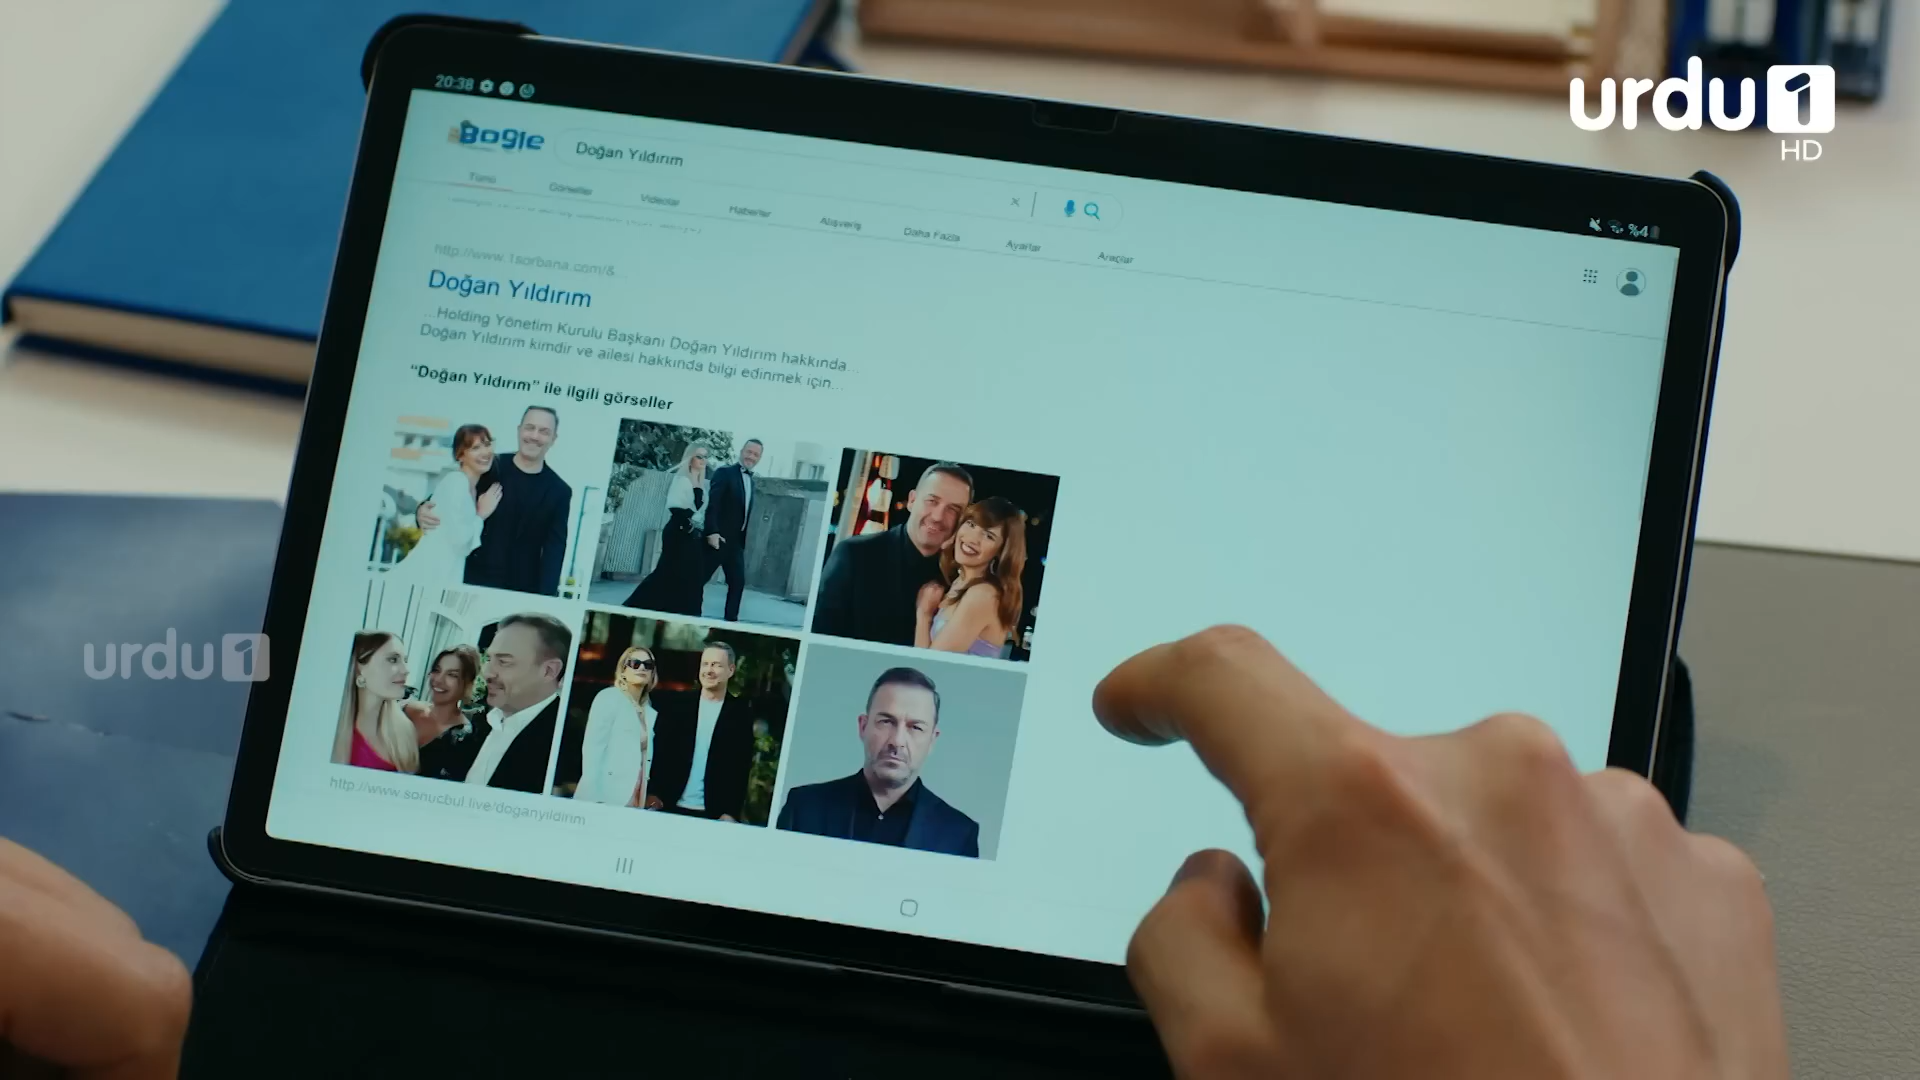 urdu1
HD
20:38
%4
Bogle
Doğan Yıldırım
Tümü
Görseller
Videolar
Haberler
Alışveriş
Daha Fazla
Ayarlar
Araçlar
http://www.1sorbana.com/&...
Doğan Yıldırım
...Holding Yönetim Kurulu Başkanı Doğan Yıldırım hakkında...
Doğan Yıldırım kimdir ve ailesi hakkında bilgi edinmek için...
“Doğan Yıldırım” ile ilgili görseller
urdu1
http://www.sonucbul.live/doganyildirim